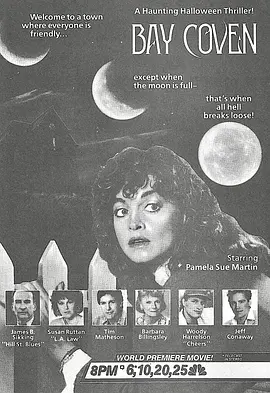 Welcome to a town
where everyone is
friendly...
A Haunting Halloween Thriller!
BAY COVEN
except when
the moon is full–
that's when
all hell
breaks loose!
Starring
Pamela Sue Martin
James B.
Sikking
"Hill St. Blues"
Susan Ruttan
"L.A. Law"
Tim
Matheson
Barbara
Billingsley
Woody
Harrelson
"Cheers"
Jeff
Conaway
WORLD PREMIERE MOVIE!
8PM 6,10,20,25